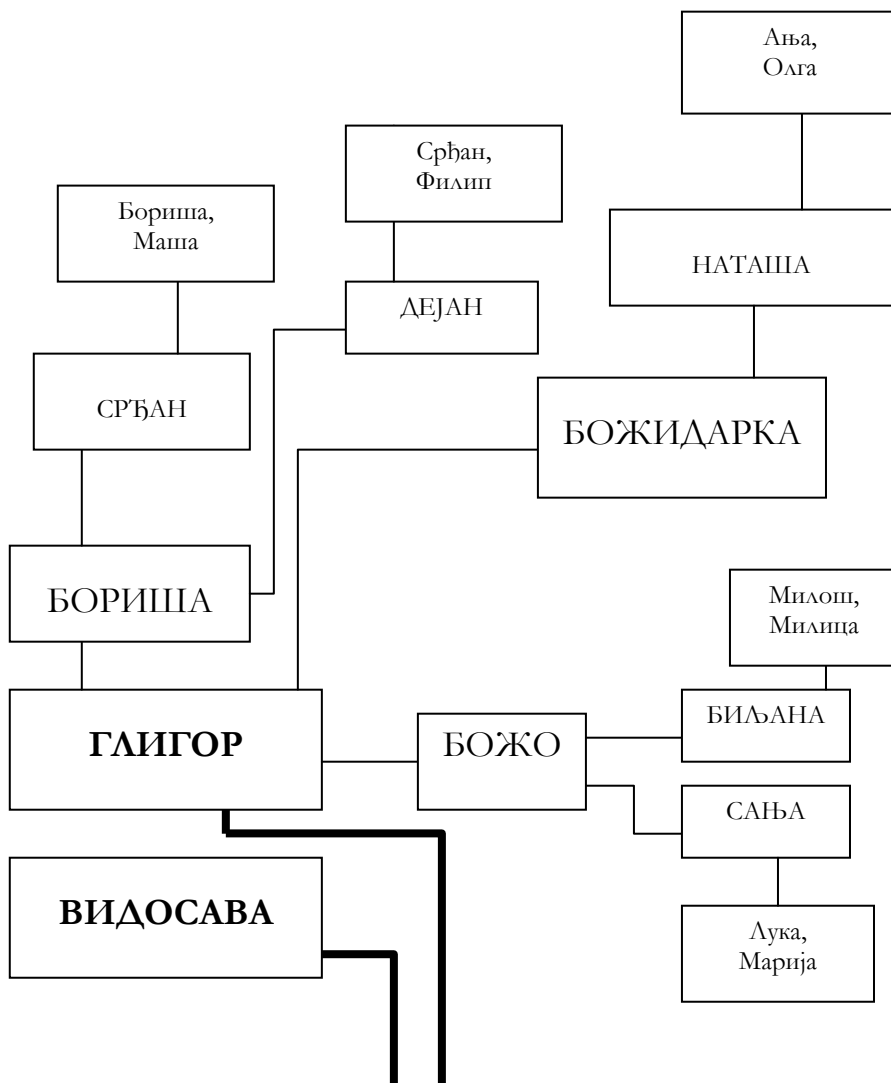 Ања,
Олга
Срђан,
Филип
Бориша,
Маша
НАТАША
ДЕЈАН
СРЂАН
БОЖИДАРКА
БОРИША
Милош,
Милица
ГЛИГОР
БОЖО
БИЉАНА
САЊА
ВИДОСАВА
Лука,
Марија